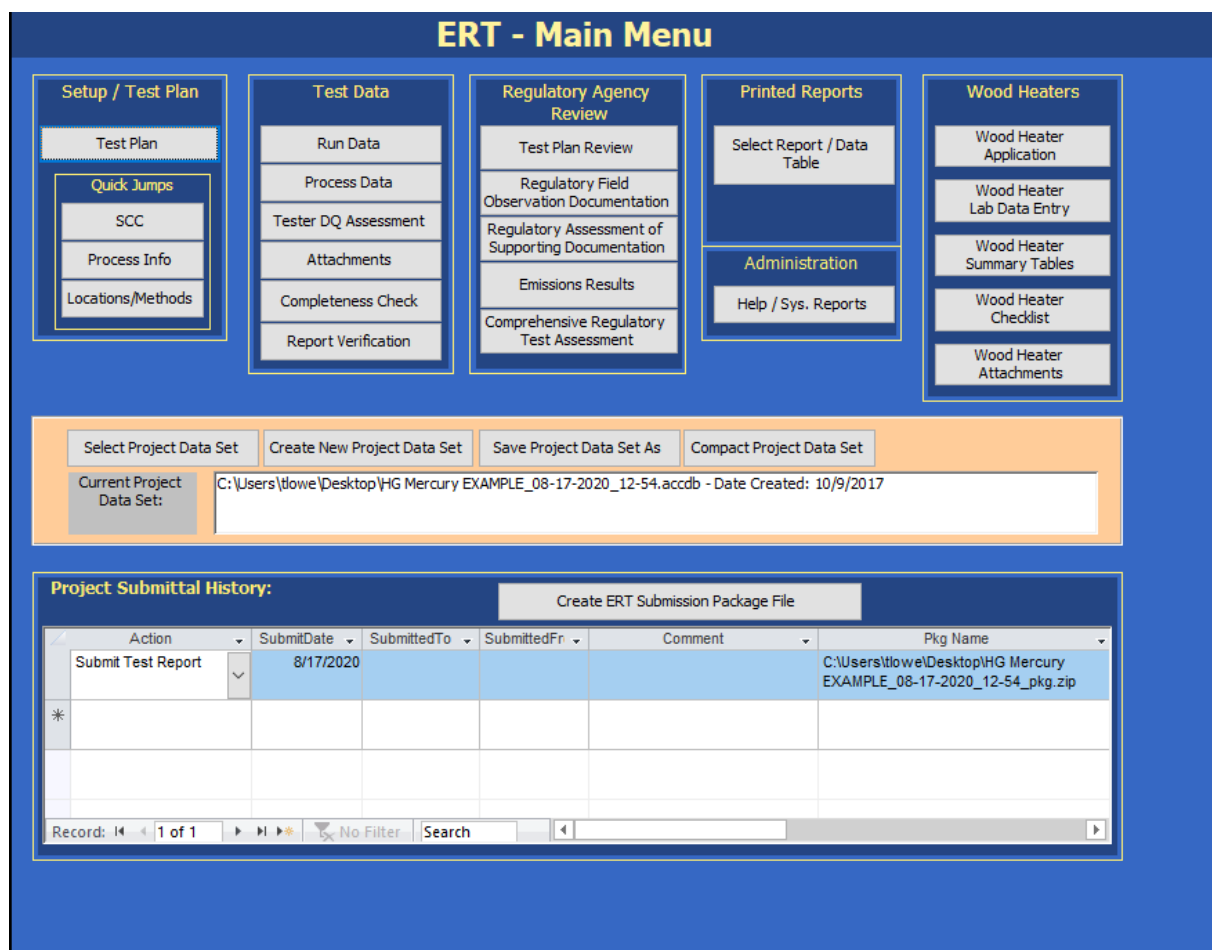 ERT - Main Menu
Setup / Test Plan
Test Plan
Quick Jumps
SCC
Process Info
Locations/Methods
Test Data
Run Data
Process Data
Tester DQ Assessment
Attachments
Completeness Check
Report Verification
Regulatory Agency
Review
Test Plan Review
Regulatory Field
Observation Documentation
Regulatory Assessment of
Supporting Documentation
Emissions Results
Comprehensive Regulatory
Test Assessment
Printed Reports
Select Report / Data
Table
Administration
Help / Sys. Reports
Wood Heaters
Wood Heater
Application
Wood Heater
Lab Data Entry
Wood Heater
Summary Tables
Wood Heater
Checklist
Wood Heater
Attachments
Select Project Data Set
Create New Project Data Set
Save Project Data Set As
Compact Project Data Set
Current Project
Data Set:
C:\Users\tlowe\Desktop\HG Mercury EXAMPLE_08-17-2020_12-54.accdb - Date Created: 10/9/2017
Project Submittal History:
Create ERT Submission Package File
Action SubmitDate SubmittedTo SubmittedFr Comment Pkg Name
Submit Test Report 8/17/2020 C:\Users\tlowe\Desktop\HG Mercury
EXAMPLE_08-17-2020_12-54_pkg.zip
Record: 1 of 1 No Filter Search